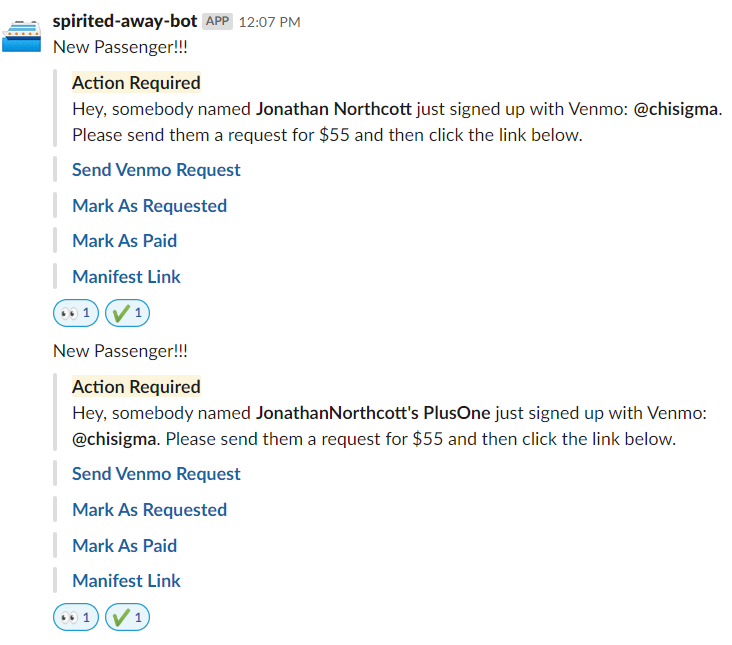 spirited-away-bot APP 12:07 PM
New Passenger!!!
Action Required
Hey, somebody named Jonathan Northcott just signed up with Venmo: @chisigma.
Please send them a request for $55 and then click the link below.
Send Venmo Request
Mark As Requested
Mark As Paid
Manifest Link
1 1
New Passenger!!!
Action Required
Hey, somebody named JonathanNorthcott's PlusOne just signed up with Venmo:
@chisigma. Please send them a request for $55 and then click the link below.
Send Venmo Request
Mark As Requested
Mark As Paid
Manifest Link
1 1